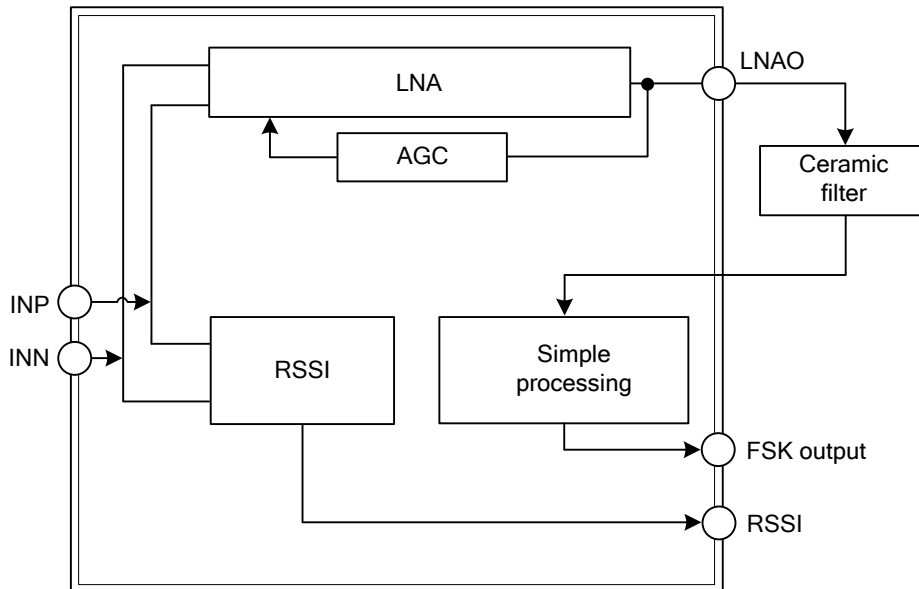 LNA
LNAO
AGC
Ceramic
filter
INP
INN
RSSI
Simple
processing
FSK output
RSSI